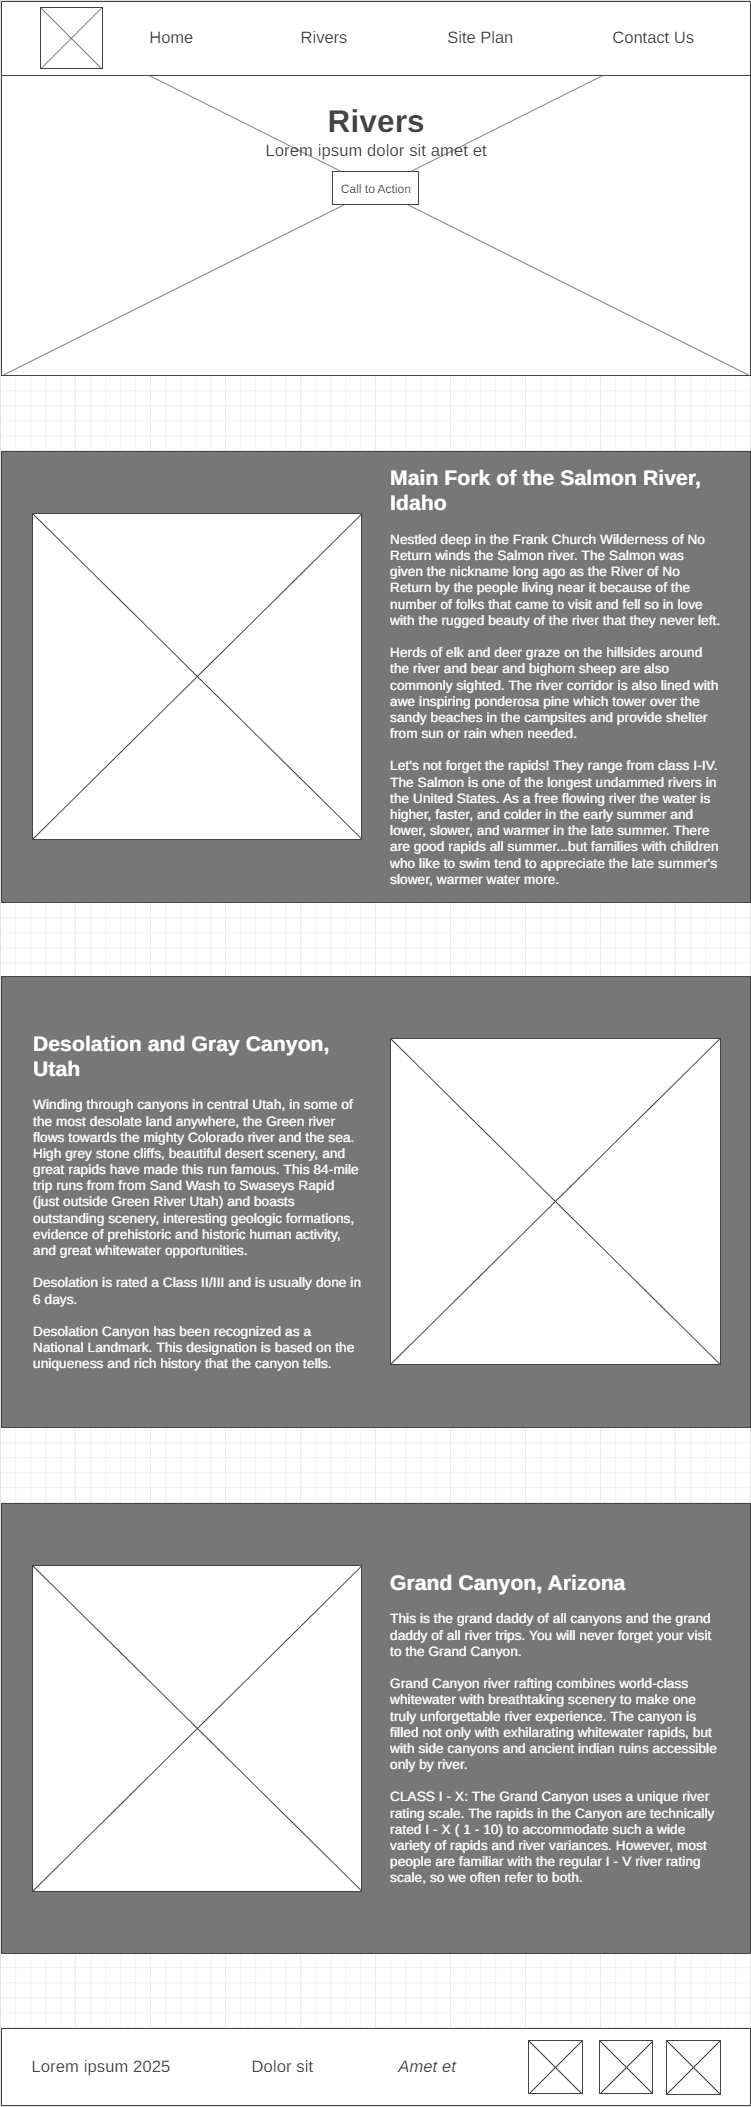 Home Rivers Site Plan Contact Us
Rivers
Lorem ipsum dolor sit amet et
Call to Action
Main Fork of the Salmon River,
Idaho
Nestled deep in the Frank Church Wilderness of No
Return winds the Salmon river. The Salmon was
given the nickname long ago as the River of No
Return by the people living near it because of the
number of folks that came to visit and fell so in love
with the rugged beauty of the river that they never left.
Herds of elk and deer graze on the hillsides around
the river and bear and bighorn sheep are also
commonly sighted. The river corridor is also lined with
awe inspiring ponderosa pine which tower over the
sandy beaches in the campsites and provide shelter
from sun or rain when needed.
Let's not forget the rapids! They range from class I-IV.
The Salmon is one of the longest undammed rivers in
the United States. As a free flowing river the water is
higher, faster, and colder in the early summer and
lower, slower, and warmer in the late summer. There
are good rapids all summer...but families with children
who like to swim tend to appreciate the late summer's
slower, warmer water more.
Desolation and Gray Canyon,
Utah
Winding through canyons in central Utah, in some of
the most desolate land anywhere, the Green river
flows towards the mighty Colorado river and the sea.
High grey stone cliffs, beautiful desert scenery, and
great rapids have made this run famous. This 84-mile
trip runs from from Sand Wash to Swaseys Rapid
(just outside Green River Utah) and boasts
outstanding scenery, interesting geologic formations,
evidence of prehistoric and historic human activity,
and great whitewater opportunities.
Desolation is rated a Class II/III and is usually done in
6 days.
Desolation Canyon has been recognized as a
National Landmark. This designation is based on the
uniqueness and rich history that the canyon tells.
Grand Canyon, Arizona
This is the grand daddy of all canyons and the grand
daddy of all river trips. You will never forget your visit
to the Grand Canyon.
Grand Canyon river rafting combines world-class
whitewater with breathtaking scenery to make one
truly unforgettable river experience. The canyon is
filled not only with exhilarating whitewater rapids, but
with side canyons and ancient indian ruins accessible
only by river.
CLASS I - X: The Grand Canyon uses a unique river
rating scale. The rapids in the Canyon are technically
rated I - X ( 1 - 10) to accommodate such a wide
variety of rapids and river variances. However, most
people are familiar with the regular I - V river rating
scale, so we often refer to both.
Lorem ipsum 2025 Dolor sit Amet et